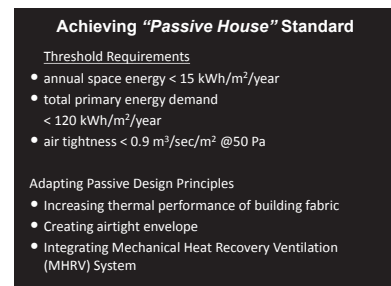 Achieving “Passive House” Standard
Threshold Requirements
• annual space energy < 15 kWh/m²/year
• total primary energy demand
< 120 kWh/m²/year
• air tightness < 0.9 m³/sec/m² @50 Pa
Adapting Passive Design Principles
• Increasing thermal performance of building fabric
• Creating airtight envelope
• Integrating Mechanical Heat Recovery Ventilation
(MHRV) System